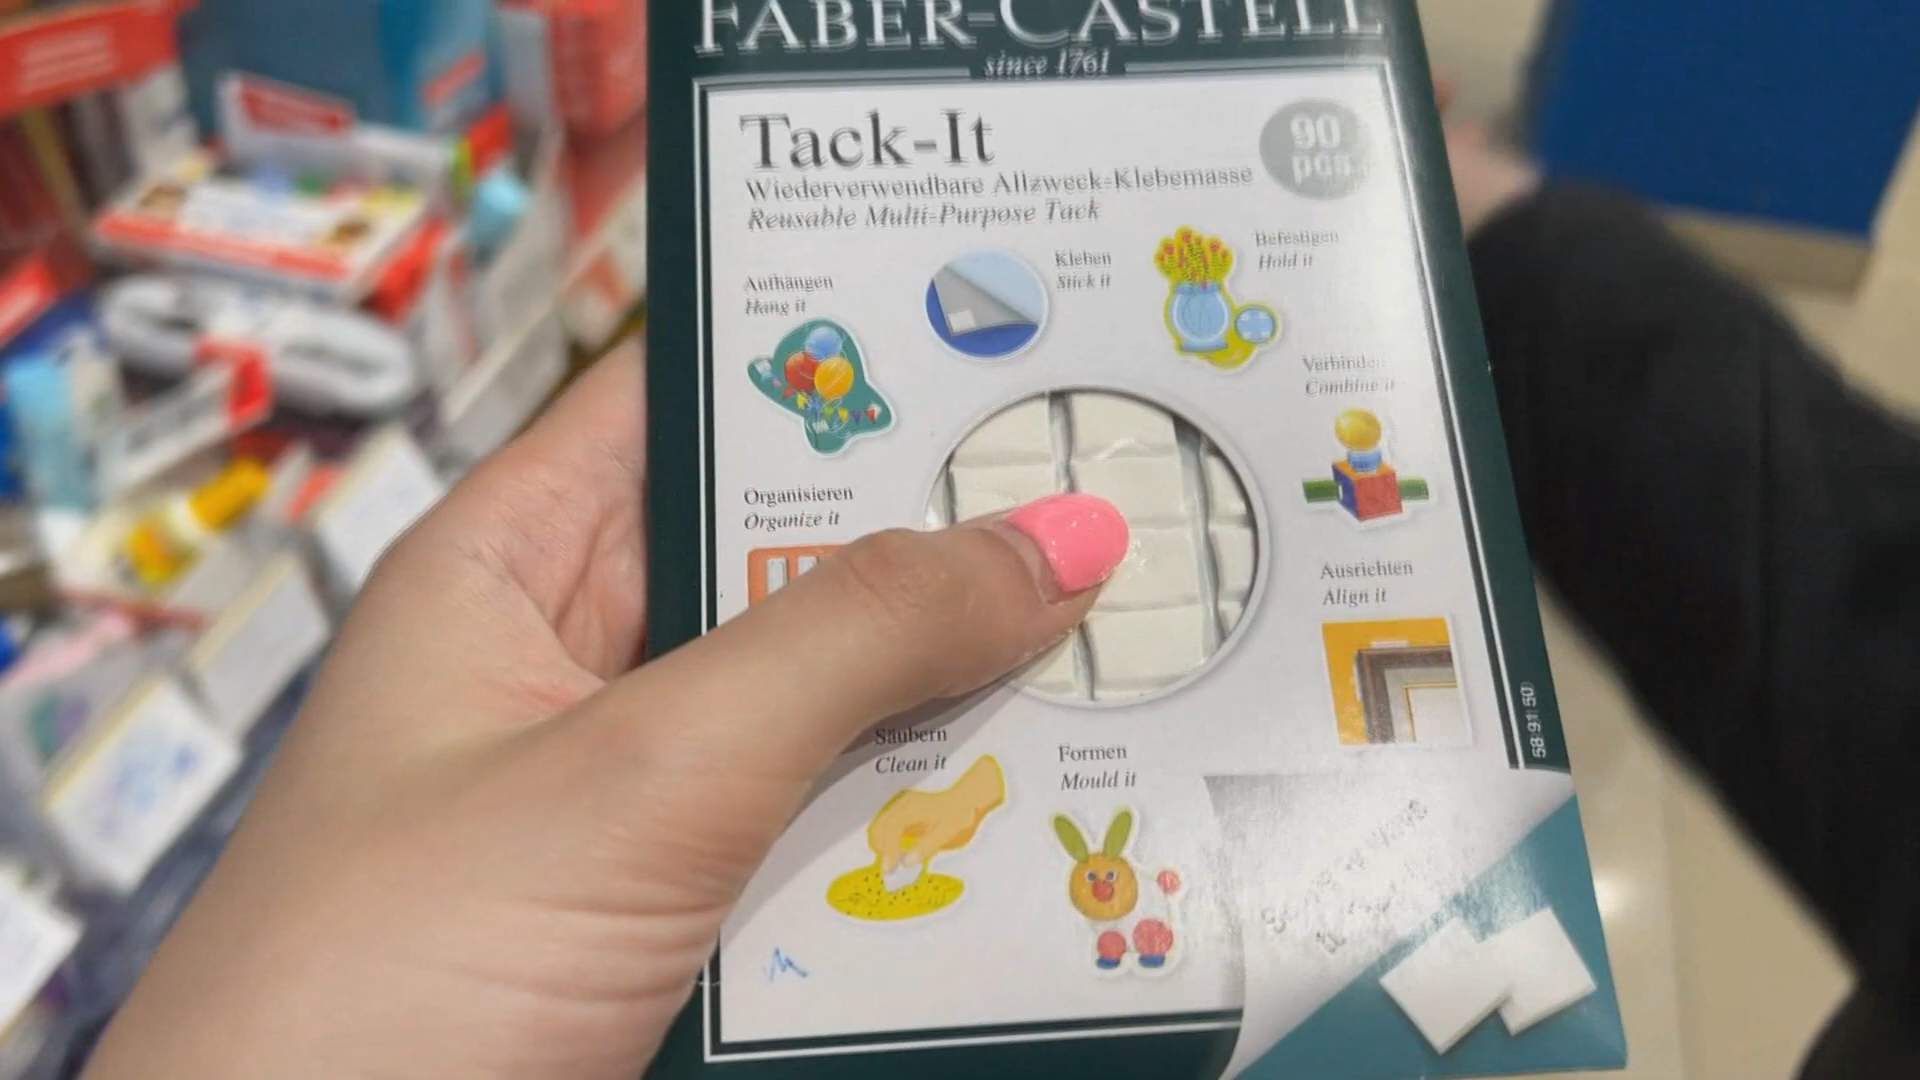 FABER-CASTELL
since 1761
Tack-It
90
pcs
Wiederverwendbare Allzweck-Klebemasse
Reusable Multi-Purpose Tack
Aufhängen
Hang it
Kleben
Stick it
Befestigen
Hold it
Verbinden
Combine it
Organisieren
Organize it
Ausrichten
Align it
Säubern
Clean it
Formen
Mould it
58 91 50